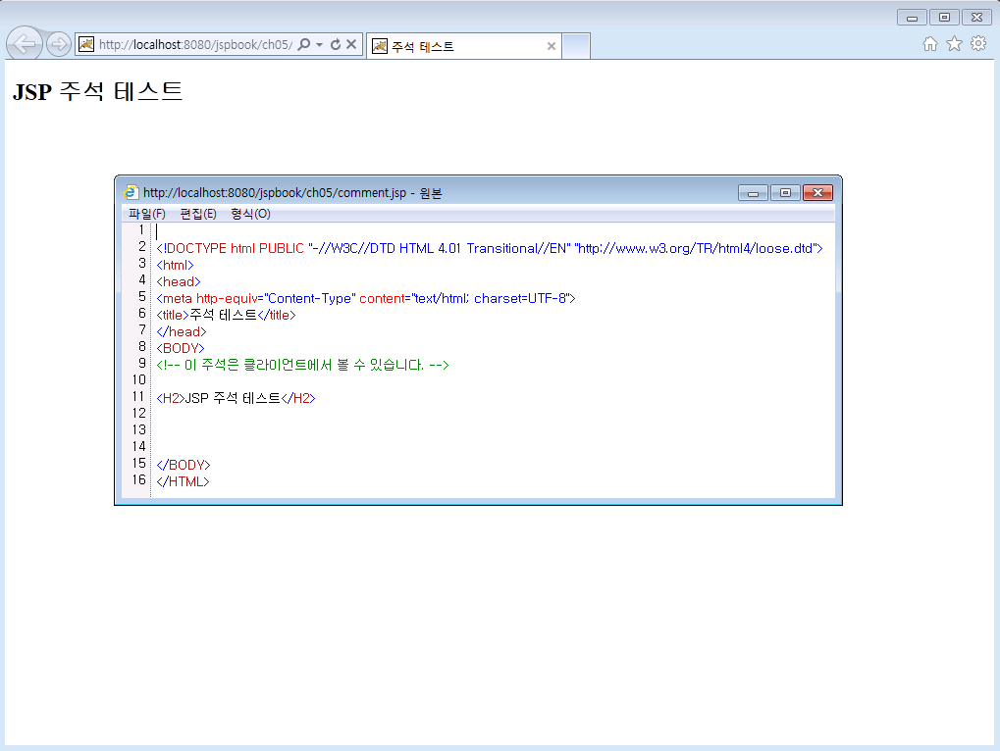 http://localhost:8080/jspbook/ch05/
주석 테스트
JSP 주석 테스트
http://localhost:8080/jspbook/ch05/comment.jsp - 원본
파일(F) 편집(E) 형식(O)
1
2 <!DOCTYPE html PUBLIC "-//W3C//DTD HTML 4.01 Transitional//EN" "http://www.w3.org/TR/html4/loose.dtd">
3 <html>
4 <head>
5 <meta http-equiv="Content-Type" content="text/html; charset=UTF-8">
6 <title>주석 테스트</title>
7 </head>
8 <BODY>
9 <!-- 이 주석은 클라이언트에서 볼 수 있습니다. -->
10
11 <H2>JSP 주석 테스트</H2>
12
13
14
15 </BODY>
16 </HTML>